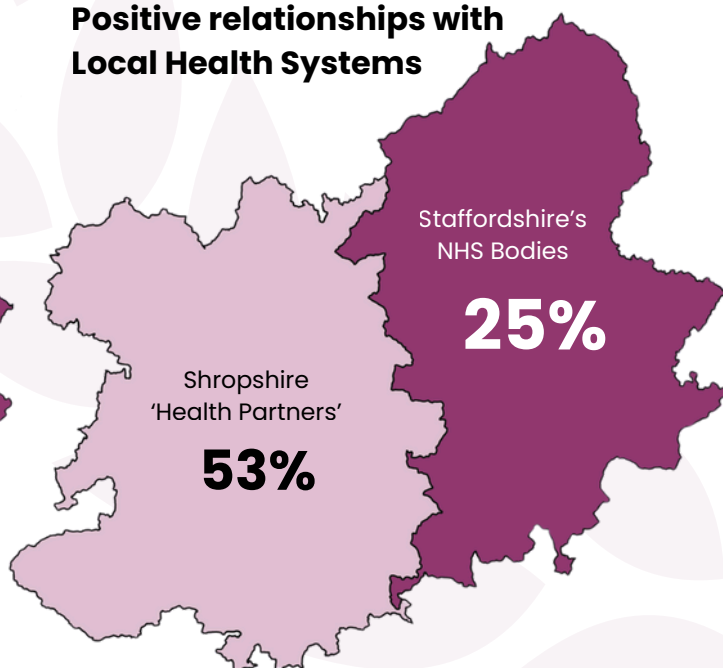 Positive relationships with
Local Health Systems
Staffordshire’s
NHS Bodies
25%
Shropshire
‘Health Partners’
53%